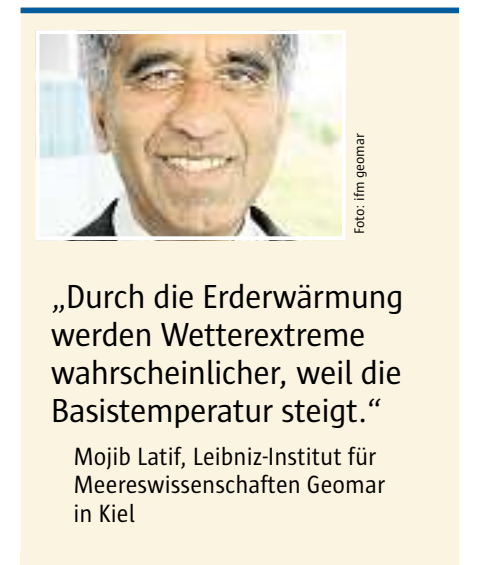 Foto: ifm geomar
„Durch die Erderwärmung
werden Wetterextreme
wahrscheinlicher, weil die
Basistemperatur steigt.“
Mojib Latif, Leibniz-Institut für
Meereswissenschaften Geomar
in Kiel